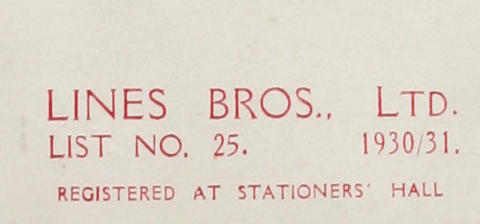 LINES BROS., LTD.
LIST NO. 25. 1930/31.
REGISTERED AT STATIONERS' HALL